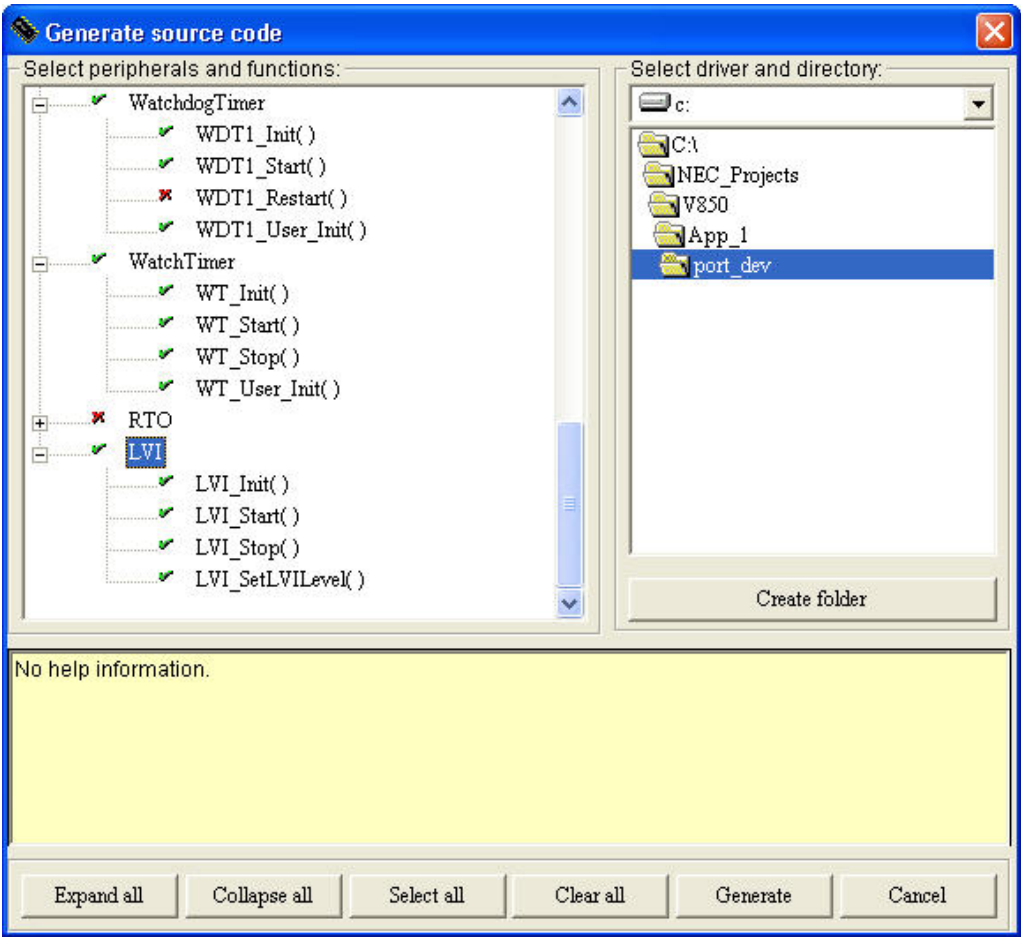 Generate source code
Select peripherals and functions:
WatchdogTimer
WDT1_Init( )
WDT1_Start( )
WDT1_Restart( )
WDT1_User_Init( )
WatchTimer
WT_Init( )
WT_Start( )
WT_Stop( )
WT_User_Init( )
RTO
LVI
LVI_Init( )
LVI_Start( )
LVI_Stop( )
LVI_SetLVILevel( )
Select driver and directory:
c:
C:\
NEC_Projects
V850
App_1
port_dev
Create folder
No help information.
Expand all Collapse all Select all Clear all Generate Cancel